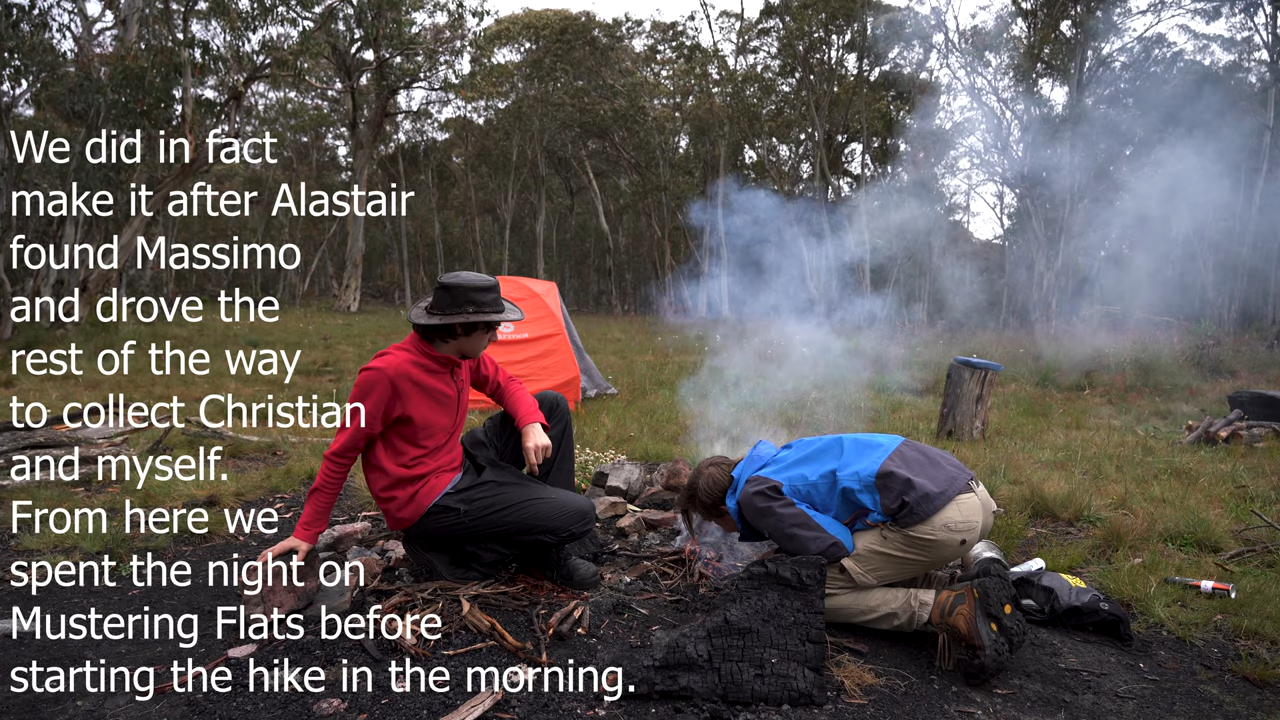 We did in fact
make it after Alastair
found Massimo
and drove the
rest of the way
to collect Christian
and myself.
From here we
spent the night on
Mustering Flats before
starting the hike in the morning.